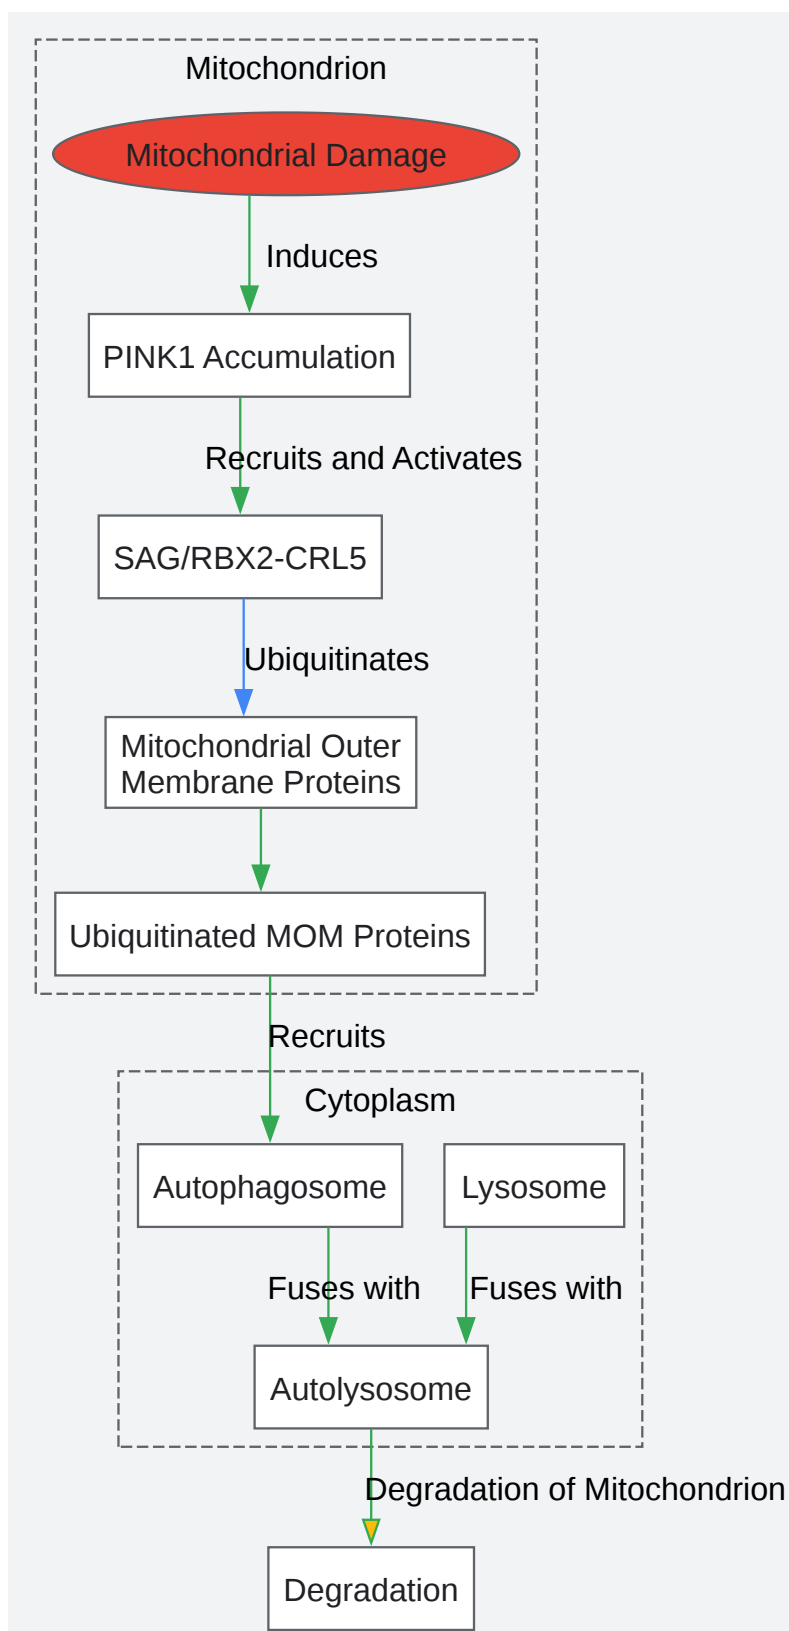 Mitochondrion
Mitochondrial Damage
Induces
PINK1 Accumulation
Recruits and Activates
SAG/RBX2-CRL5
Ubiquitinates
Mitochondrial Outer
Membrane Proteins
Ubiquitinated MOM Proteins
Recruits
Cytoplasm
Autophagosome
Lysosome
Fuses with
Fuses with
Autolysosome
Degradation of Mitochondrion
Degradation